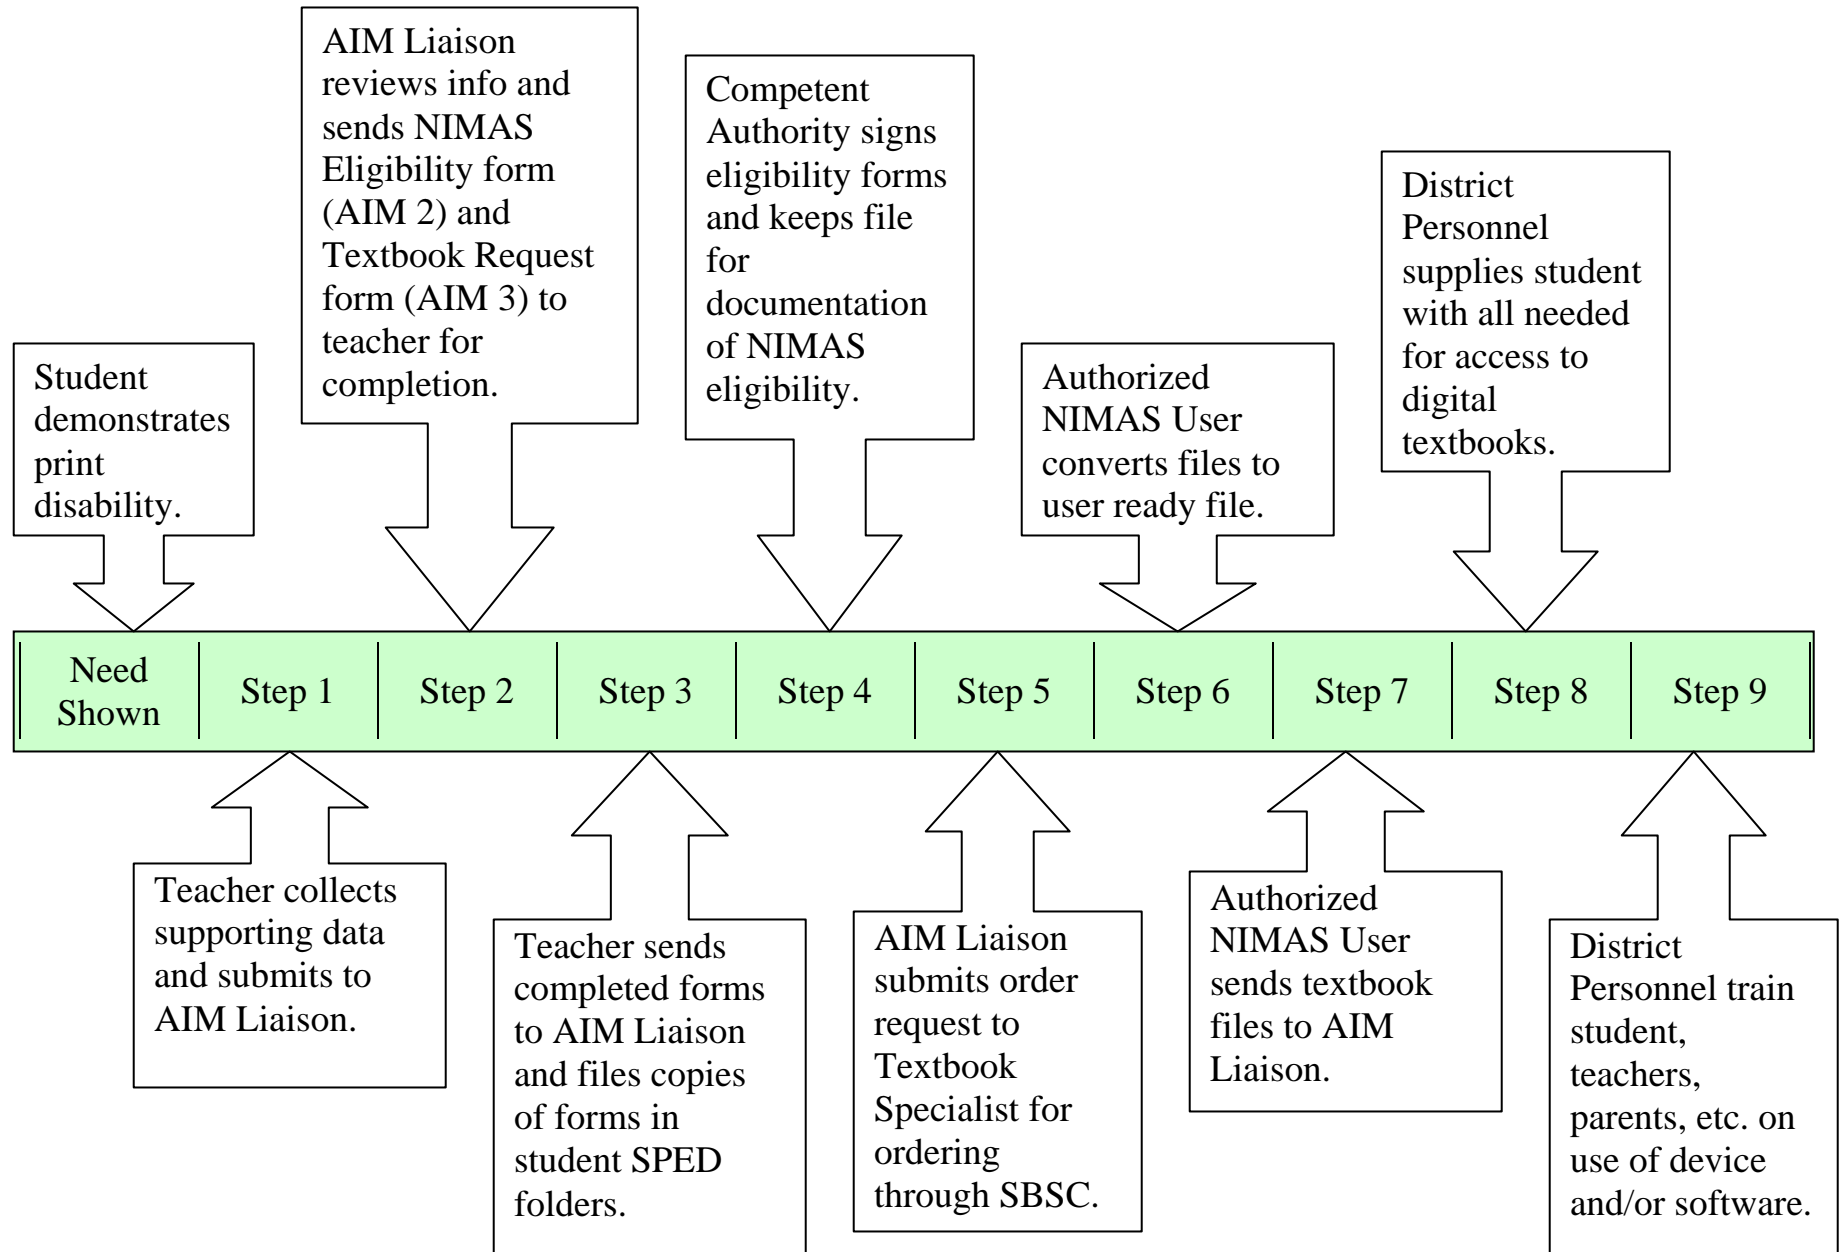 AIM Liaison
reviews info and
sends NIMAS
Eligibility form
(AIM 2) and
Textbook Request
form (AIM 3) to
teacher for
completion.
Competent
Authority signs
eligibility forms
and keeps file
for
documentation
of NIMAS
eligibility.
District
Personnel
supplies student
with all needed
for access to
digital
textbooks.
Student
demonstrates
print
disability.
Authorized
NIMAS User
converts files to
user ready file.
Need
Shown
Step 1
Step 2
Step 3
Step 4
Step 5
Step 6
Step 7
Step 8
Step 9
Teacher collects
supporting data
and submits to
AIM Liaison.
Teacher sends
completed forms
to AIM Liaison
and files copies
of forms in
student SPED
folders.
AIM Liaison
submits order
request to
Textbook
Specialist for
ordering
through SBSC.
Authorized
NIMAS User
sends textbook
files to AIM
Liaison.
District
Personnel train
student,
teachers,
parents, etc. on
use of device
and/or software.